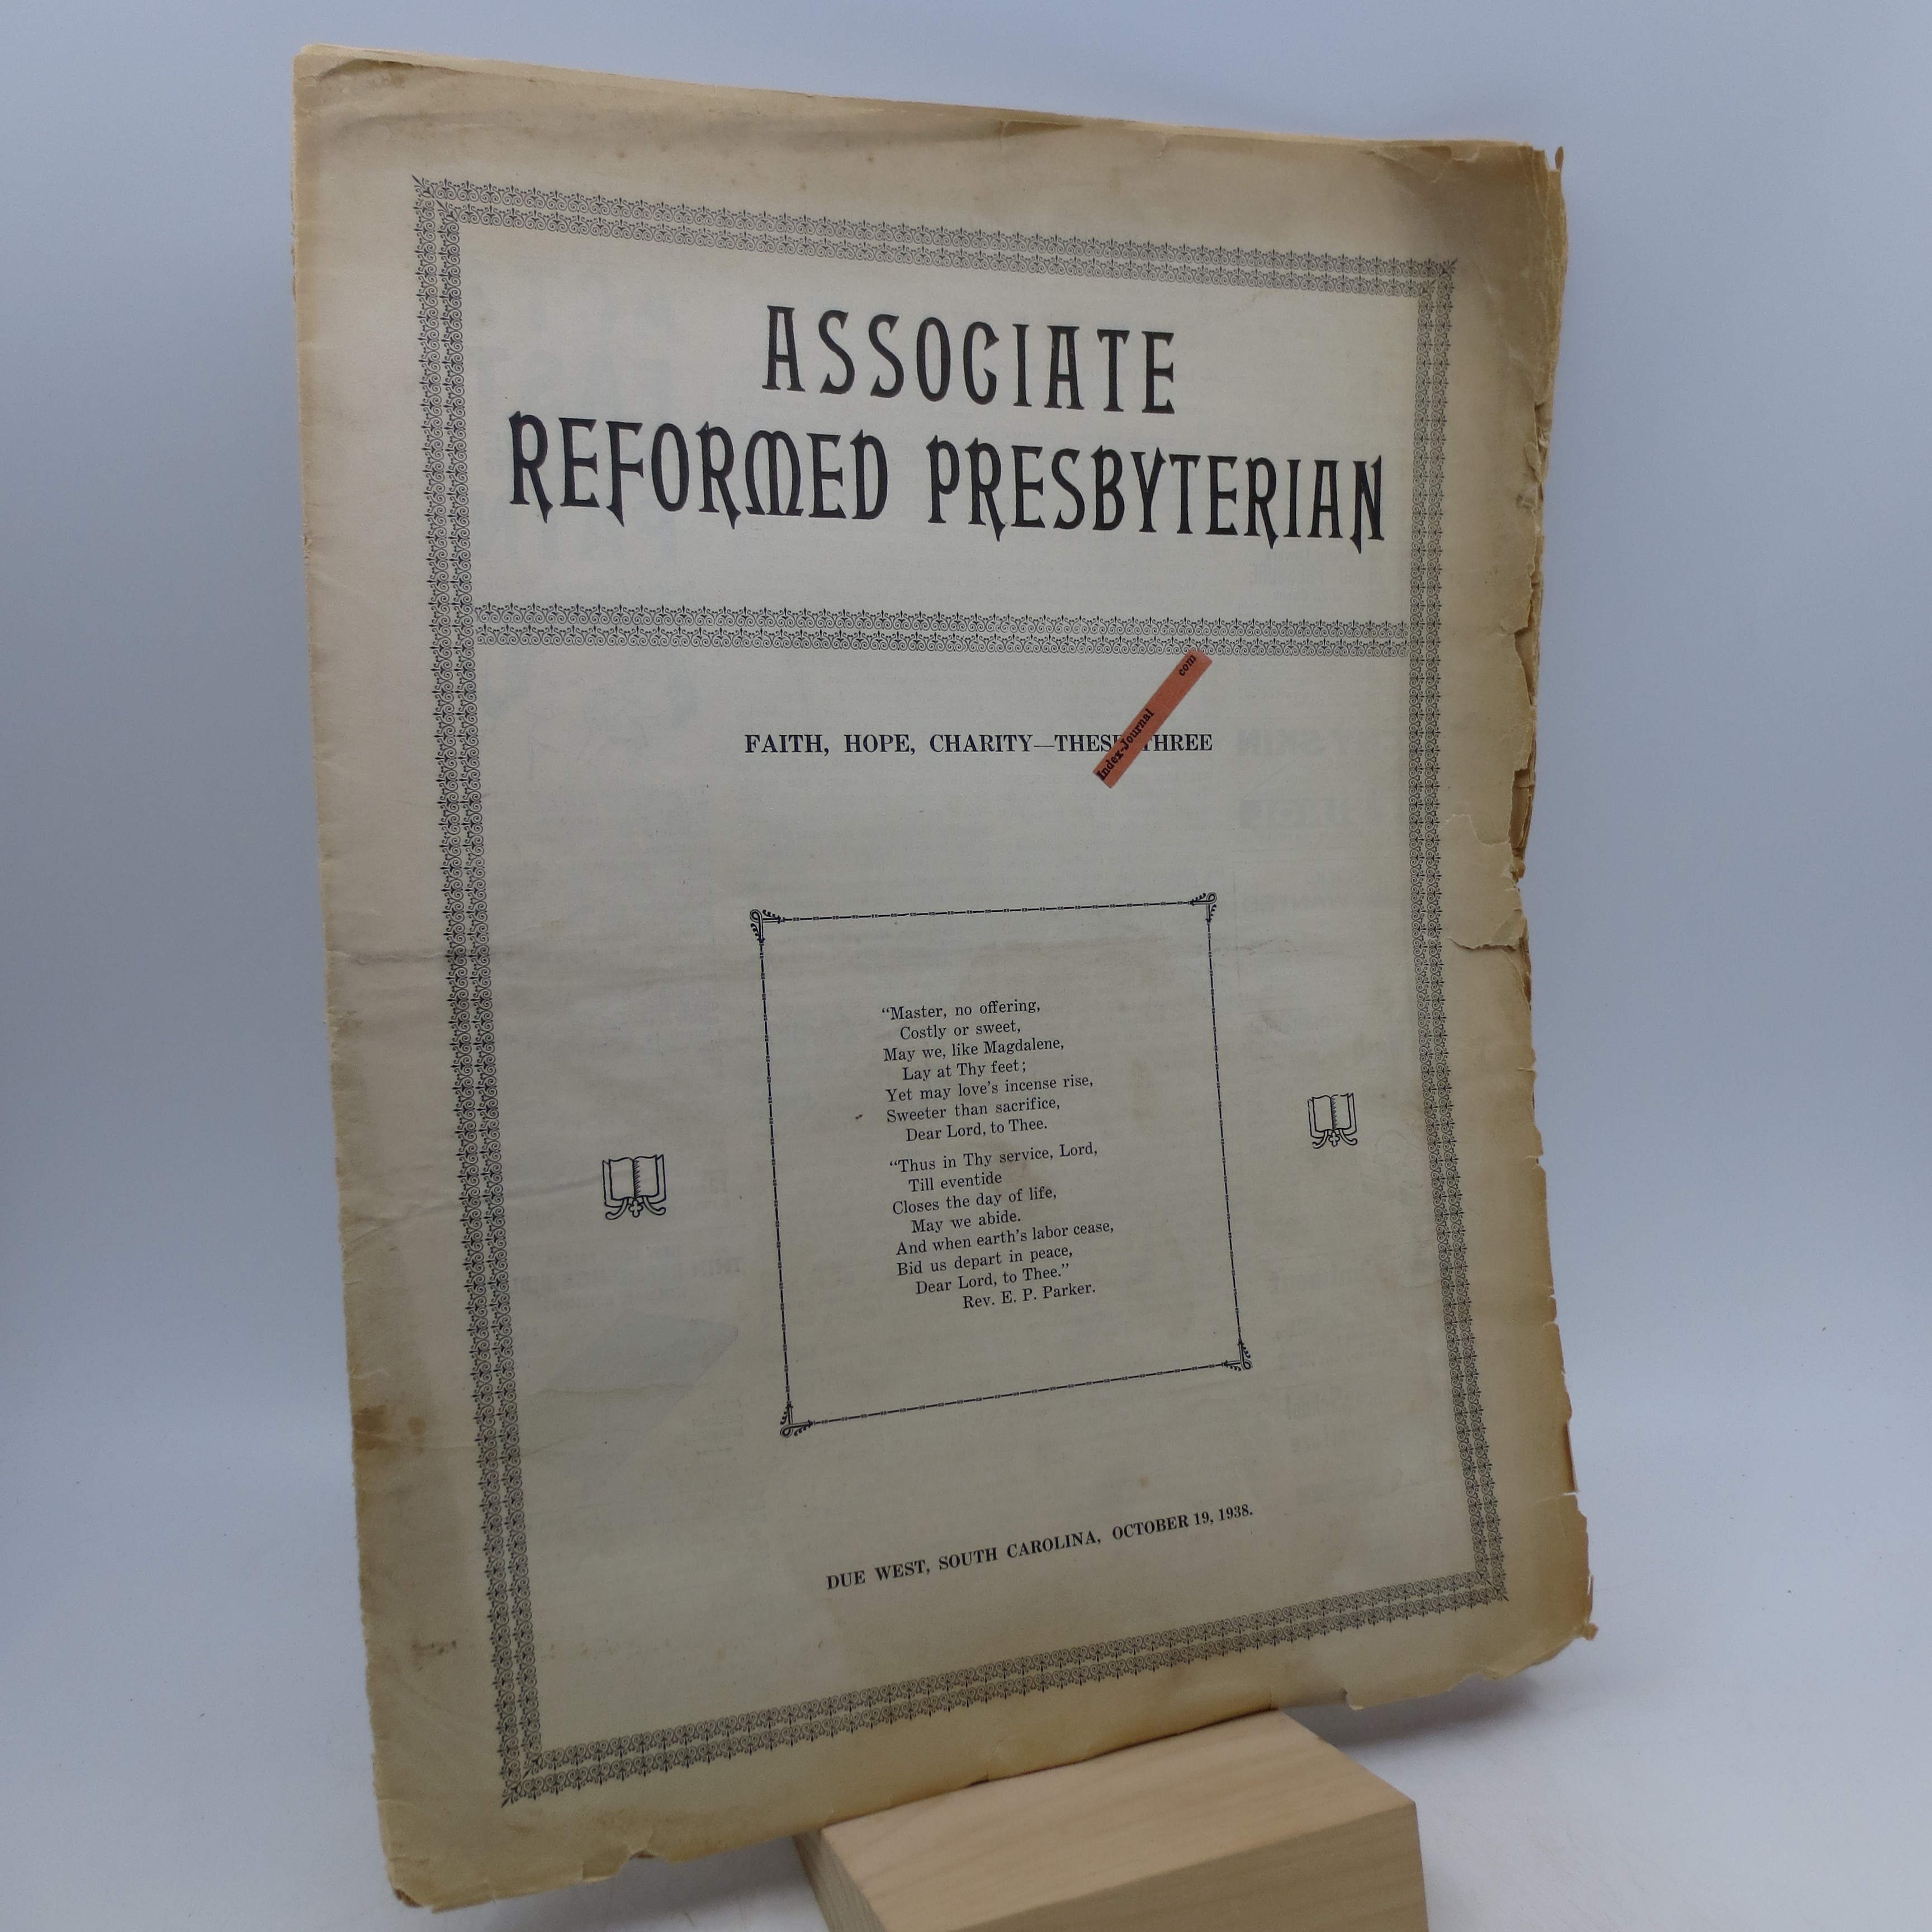 ASSOCIATE
REFORMED PRESBYTERIAN
FAITH, HOPE, CHARITY—THESE THREE
Index-Journal com
"Master, no offering,
Costly or sweet,
May we, like Magdalene,
Lay at Thy feet;
Yet may love's incense rise,
Sweeter than sacrifice,
Dear Lord, to Thee.
"Thus in Thy service, Lord,
Till eventide
Closes the day of life,
May we abide.
And when earth's labor cease,
Bid us depart in peace,
Dear Lord, to Thee."
Rev. E. P. Parker.
DUE WEST, SOUTH CAROLINA, OCTOBER 19, 1938.